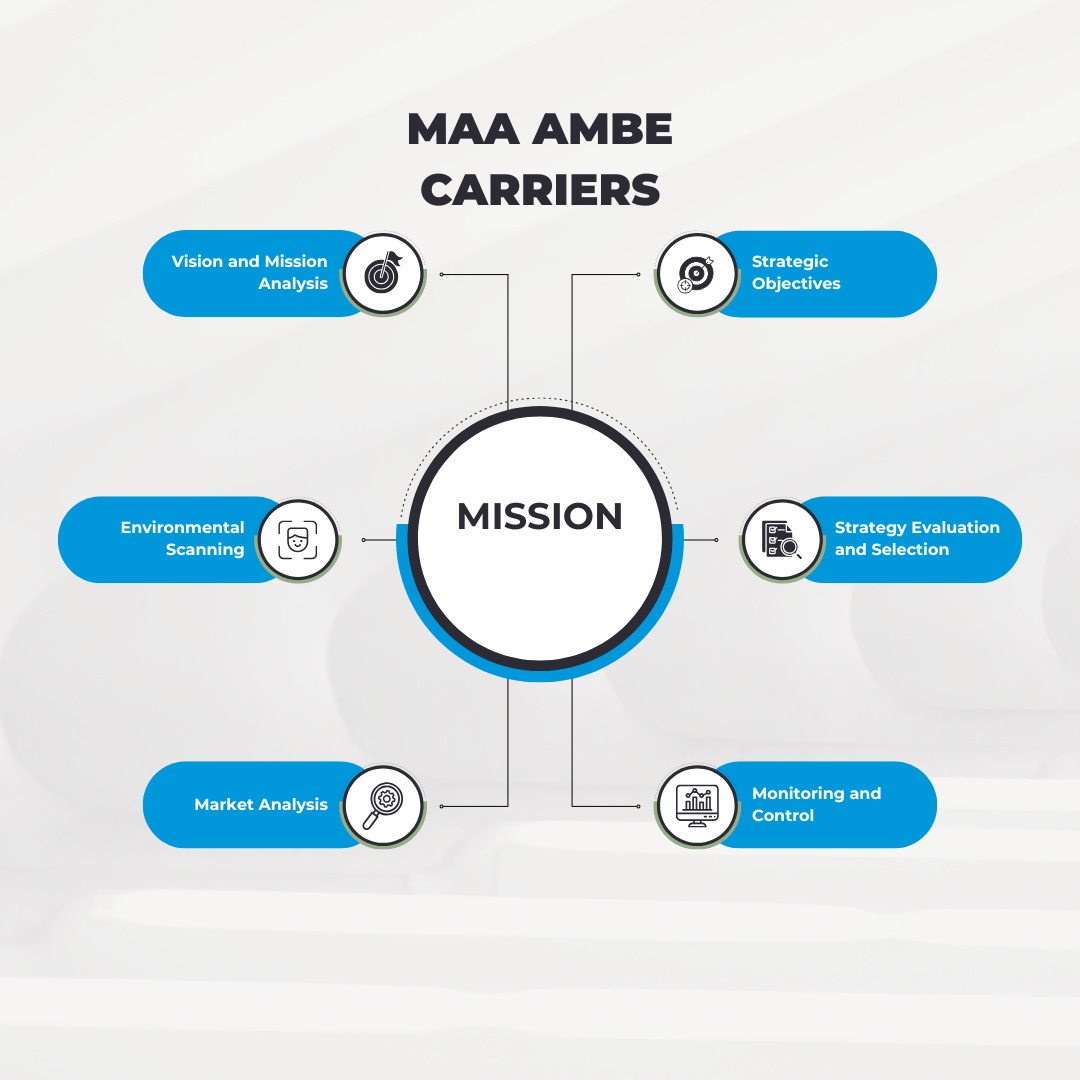 MAA AMBE
CARRIERS
Vision and Mission
Analysis
Strategic
Objectives
MISSION
Environmental
Scanning
Strategy Evaluation
and Selection
Market Analysis
Monitoring and
Control